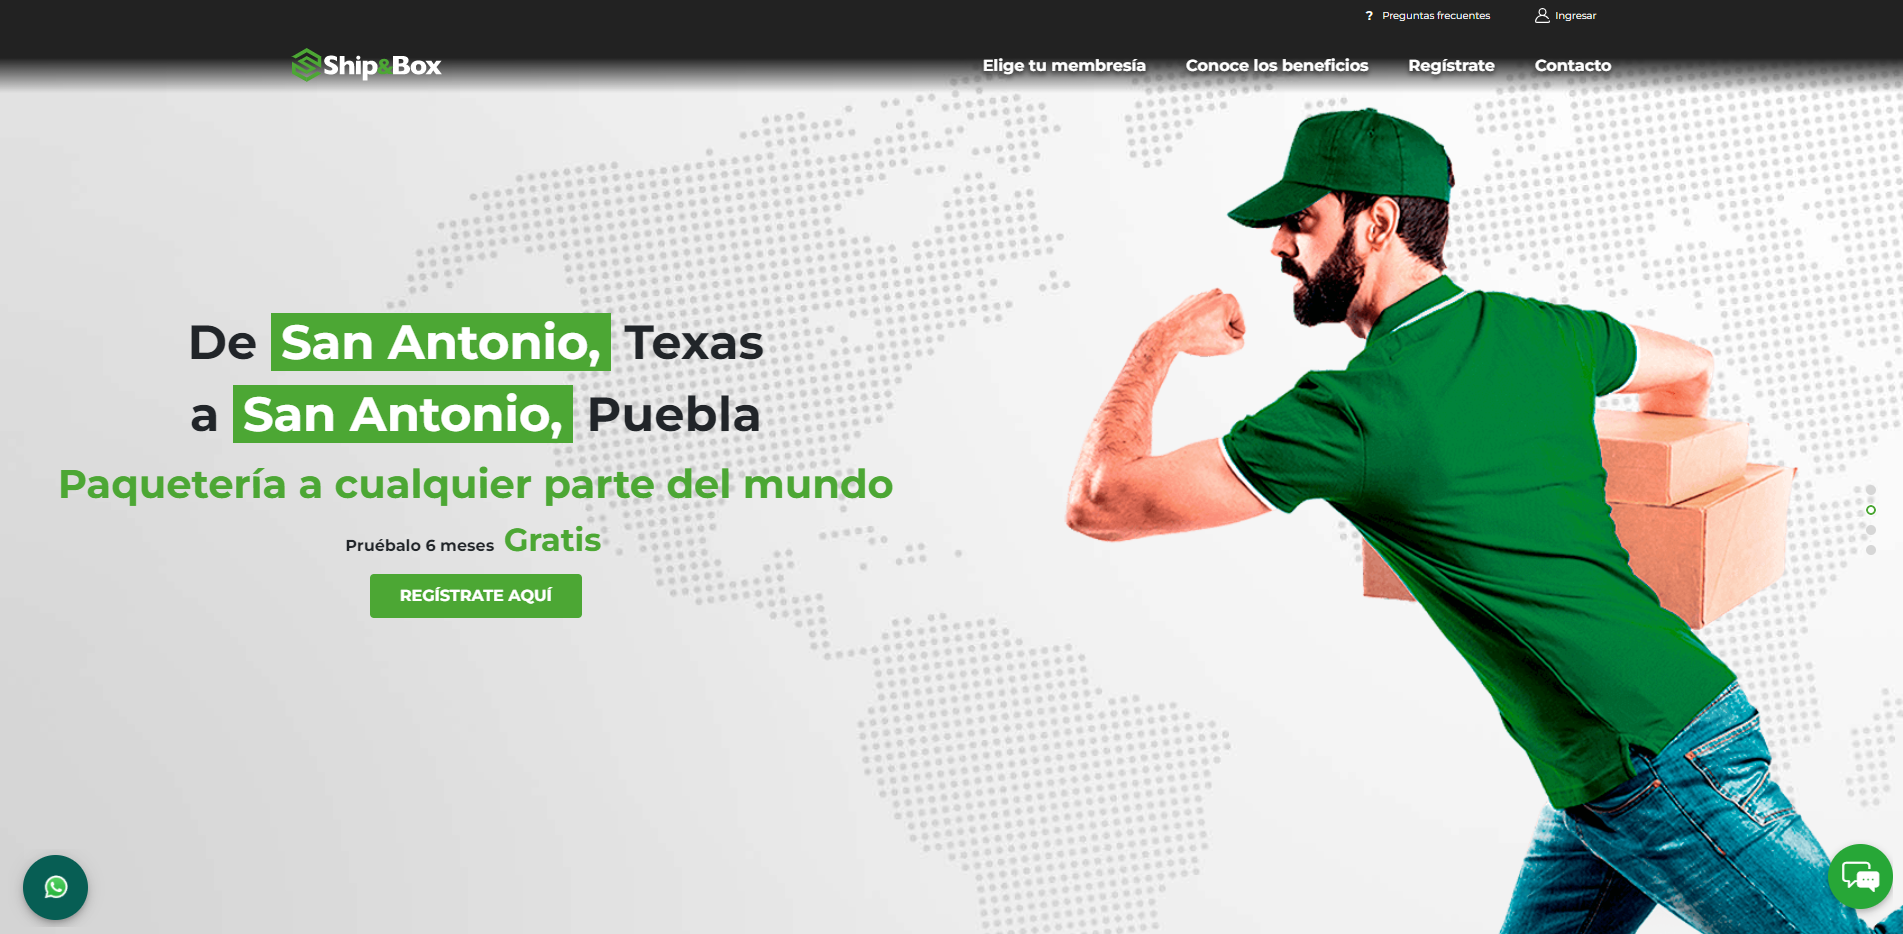 ? Preguntas frecuentes
Ingresar
Ship&Box
Elige tu membresía
Conoce los beneficios
Regístrate
Contacto
De San Antonio, Texas
a San Antonio, Puebla
Paquetería a cualquier parte del mundo
Pruébalo 6 meses Gratis
REGÍSTRATE AQUÍ